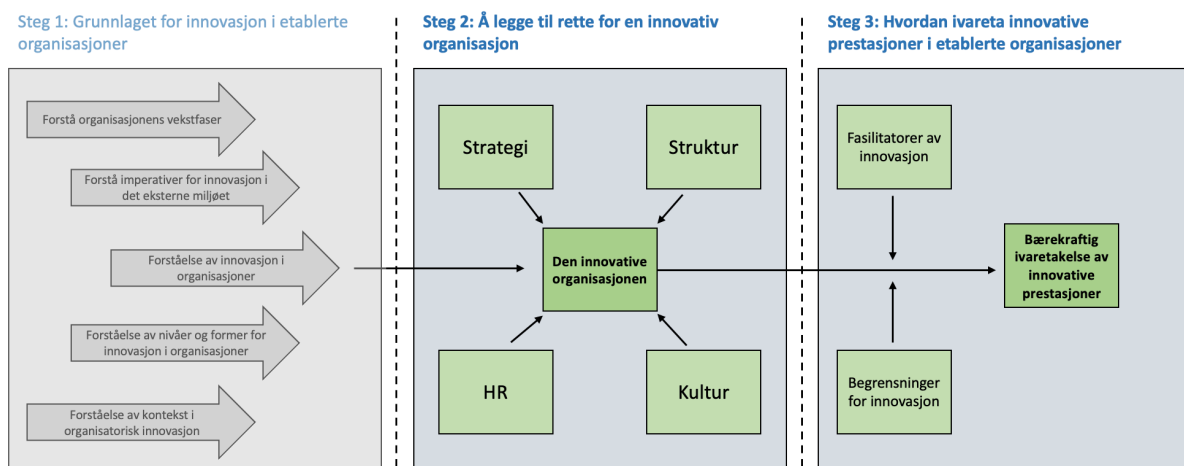 Steg 1: Grunnlaget for innovasjon i etablerte
organisasjoner
Forstå organisasjonens vekstfaser
Forstå imperativer for innovasjon i
det eksterne miljøet
Forståelse av innovasjon i
organisasjoner
Forståelse av nivåer og former for
innovasjon i organisasjoner
Forståelse av kontekst i
organisatorisk innovasjon
Steg 2: Å legge til rette for en innovativ
organisasjon
Strategi
Struktur
Den innovative
organisasjonen
HR
Kultur
Steg 3: Hvordan ivareta innovative
prestasjoner i etablerte organisasjoner
Fasilitatorer av
innovasjon
Bærekraftig
ivaretakelse av
innovative
prestasjoner
Begrensninger
for innovasjon